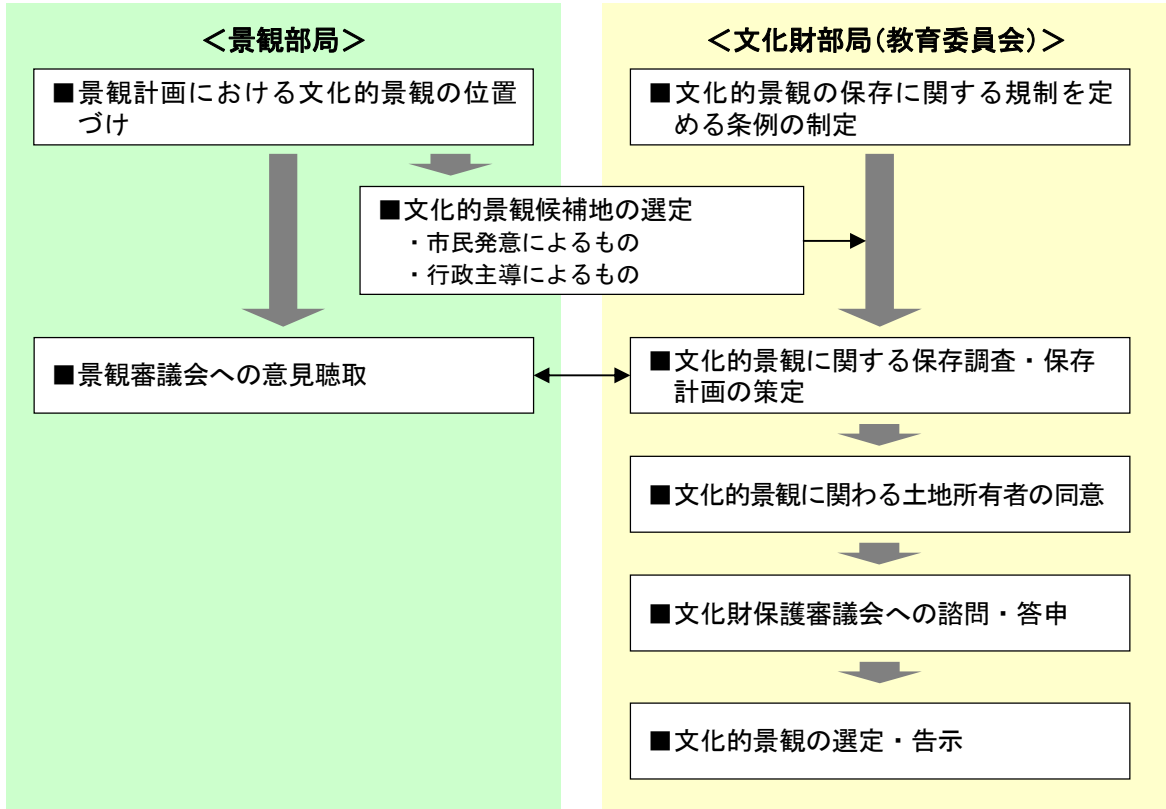 ＜景観部局＞
■景観計画における文化的景観の位置
づけ
＜文化財部局（教育委員会）＞
■文化的景観の保存に関する規制を定
める条例の制定
■文化的景観候補地の選定
・市民発意によるもの
・行政主導によるもの
■景観審議会への意見聴取
■文化的景観に関する保存調査・保存
計画の策定
■文化的景観に関わる土地所有者の同意
■文化財保護審議会への諮問・答申
■文化的景観の選定・告示